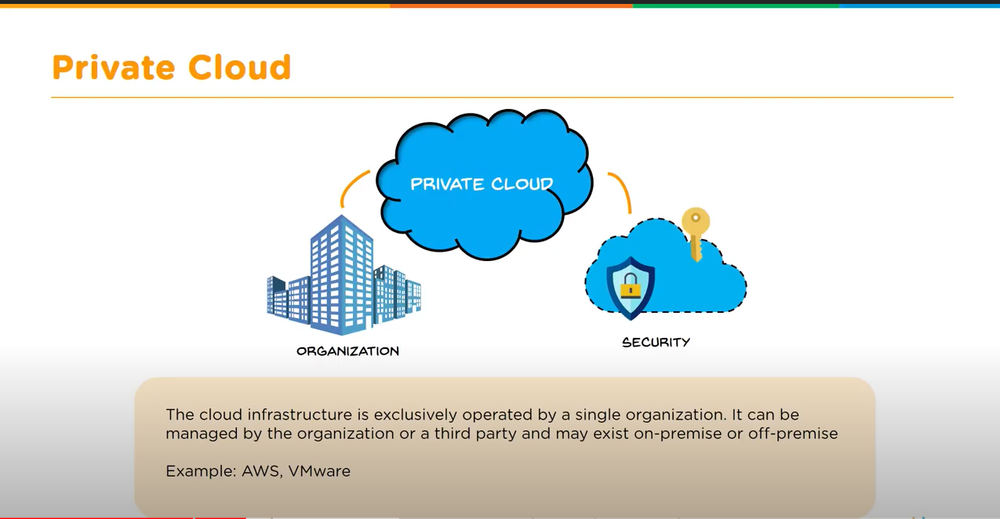 Private Cloud
PRIVATE CLOUD
ORGANIZATION
SECURITY
The cloud infrastructure is exclusively operated by a single organization. It can be
managed by the organization or a third party and may exist on-premise or off-premise
Example: AWS, VMware